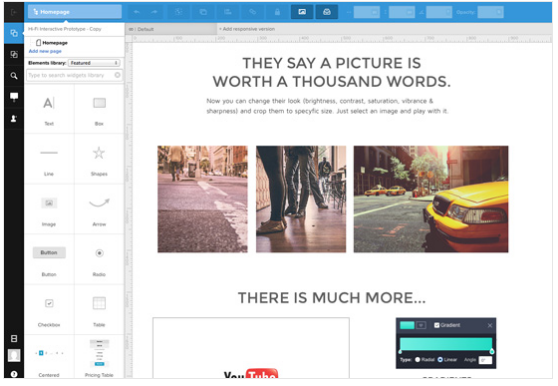 Homepage
Opacity:
Hi-Fi Interactive Prototype - Copy
Default
+ Add responsive version
Homepage
Add new page
Elements library: Featured
Type to search widgets library
THEY SAY A PICTURE IS
WORTH A THOUSAND WORDS.
Now you can change their look (brightness, contrast, saturation, vibrance &
sharpness) and crop them to specyfic size. Just select an image and play with it.
Text
Box
Line
Shapes
Image
Arrow
Button
Button
Radio
Checkbox
Table
Centered
Pricing Table
THERE IS MUCH MORE...
You Tube
Gradient
Type: Radial Linear Angle: